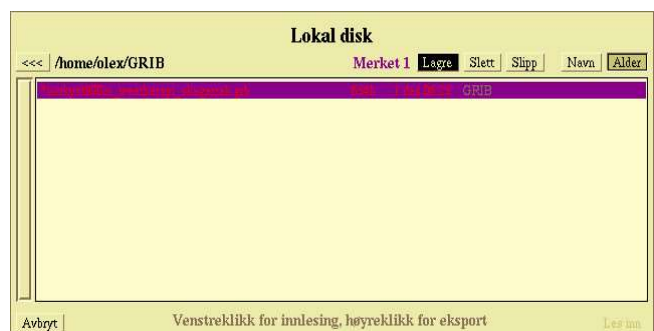 Lokal disk
<<< /home/olex/GRIB Merket 1 Lagre Slett Slipp Navn Alder
GRIB
Avbryt Venstreklikk for innlesing, høyreklikk for eksport Les inn